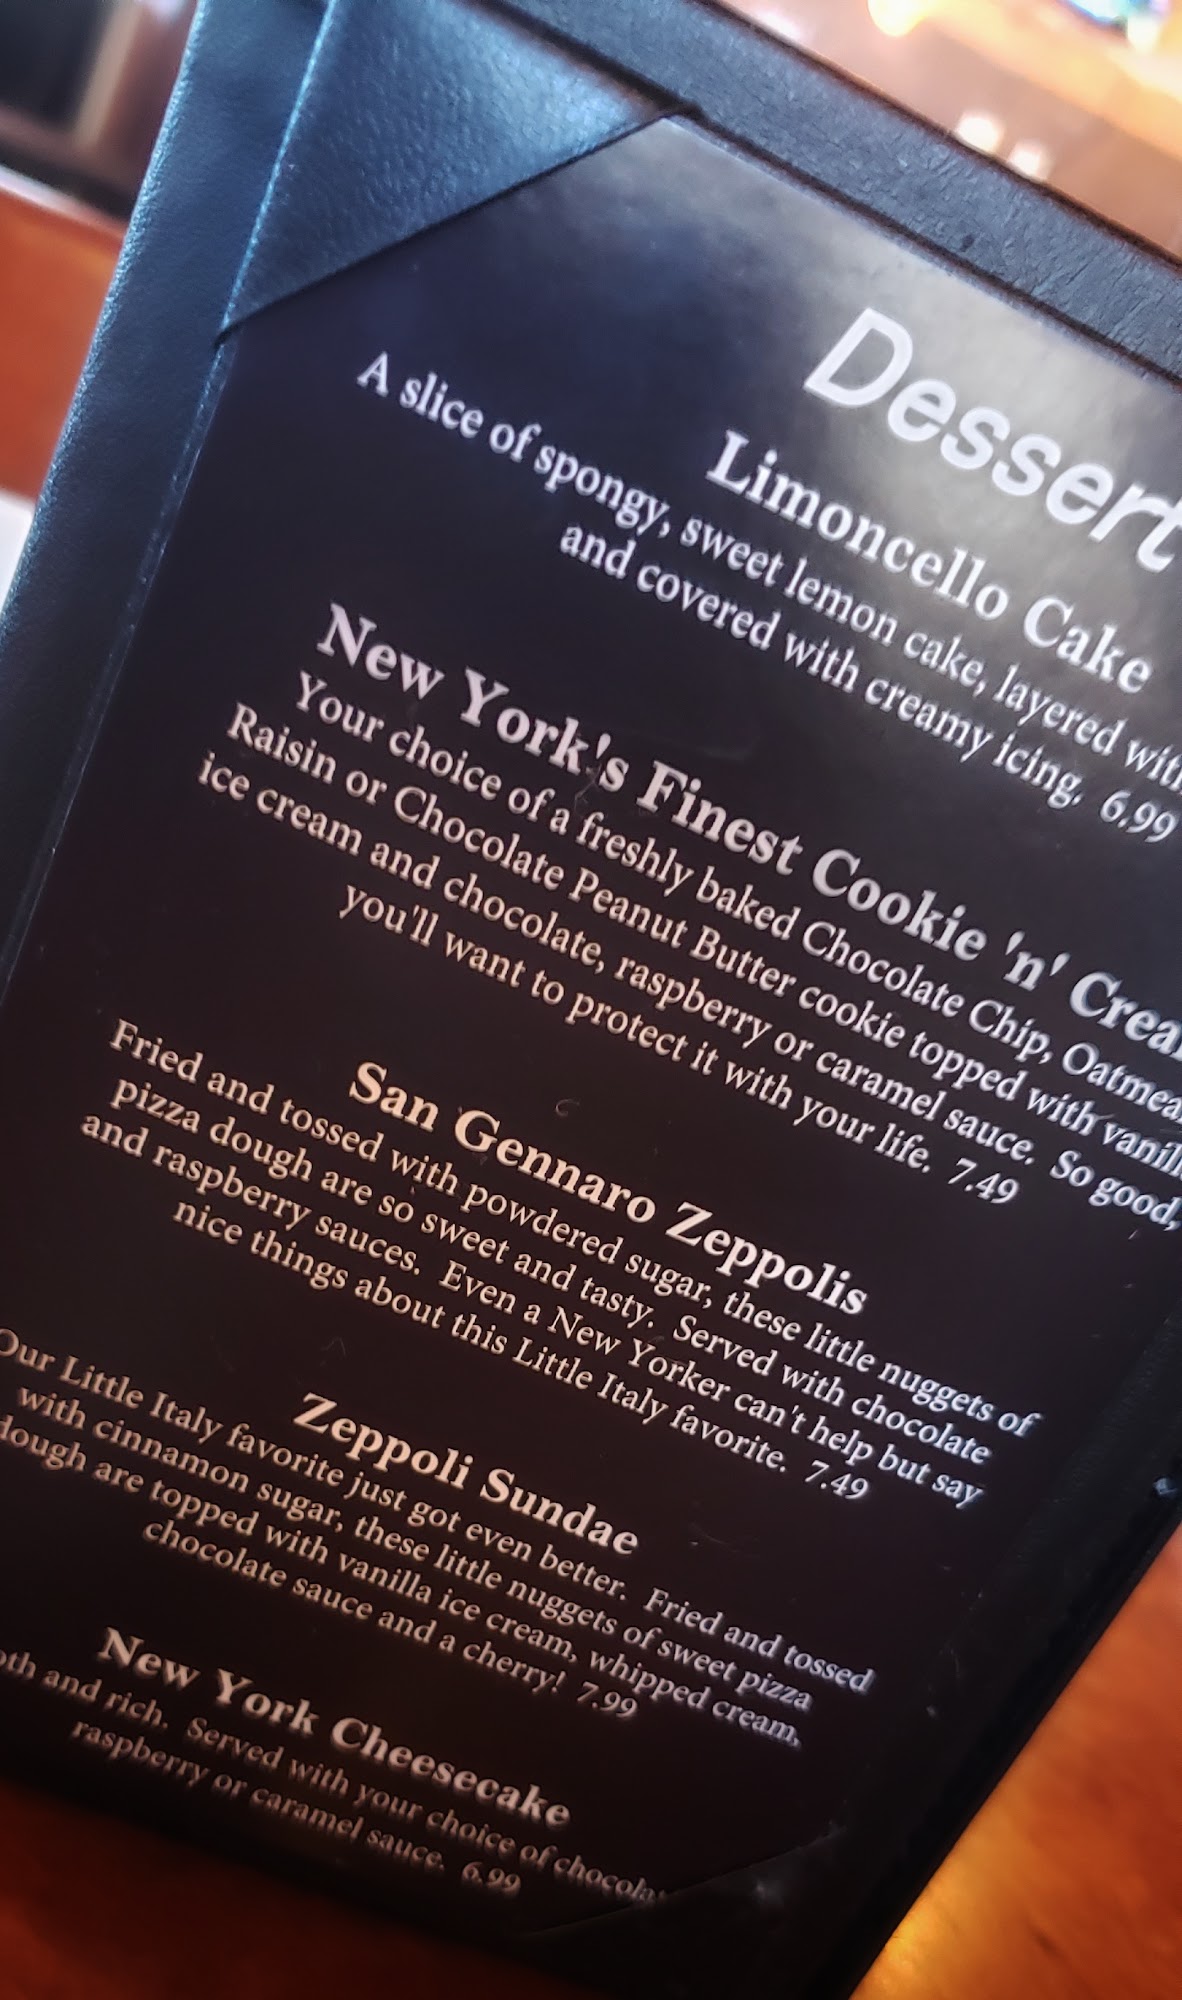 Dessert
Limoncello Cake
A slice of spongy, sweet lemon cake, layered with
and covered with creamy icing. 6.99
New York's Finest Cookie 'n' Crea
Your choice of a freshly baked Chocolate Chip, Oatmea
Raisin or Chocolate Peanut Butter cookie topped with vanill
ice cream and chocolate, raspberry or caramel sauce. So good,
you'll want to protect it with your life. 7.49
San Gennaro Zeppolis
Fried and tossed with powdered sugar, these little nuggets of
pizza dough are so sweet and tasty. Served with chocolate
and raspberry sauces. Even a New Yorker can't help but say
nice things about this Little Italy favorite. 7.49
Zeppoli Sundae
Our Little Italy favorite just got even better. Fried and tossed
with cinnamon sugar, these little nuggets of sweet pizza
dough are topped with vanilla ice cream, whipped cream,
chocolate sauce and a cherry! 7.99
New York Cheesecake
oth and rich. Served with your choice of chocolat
raspberry or caramel sauce. 6.99